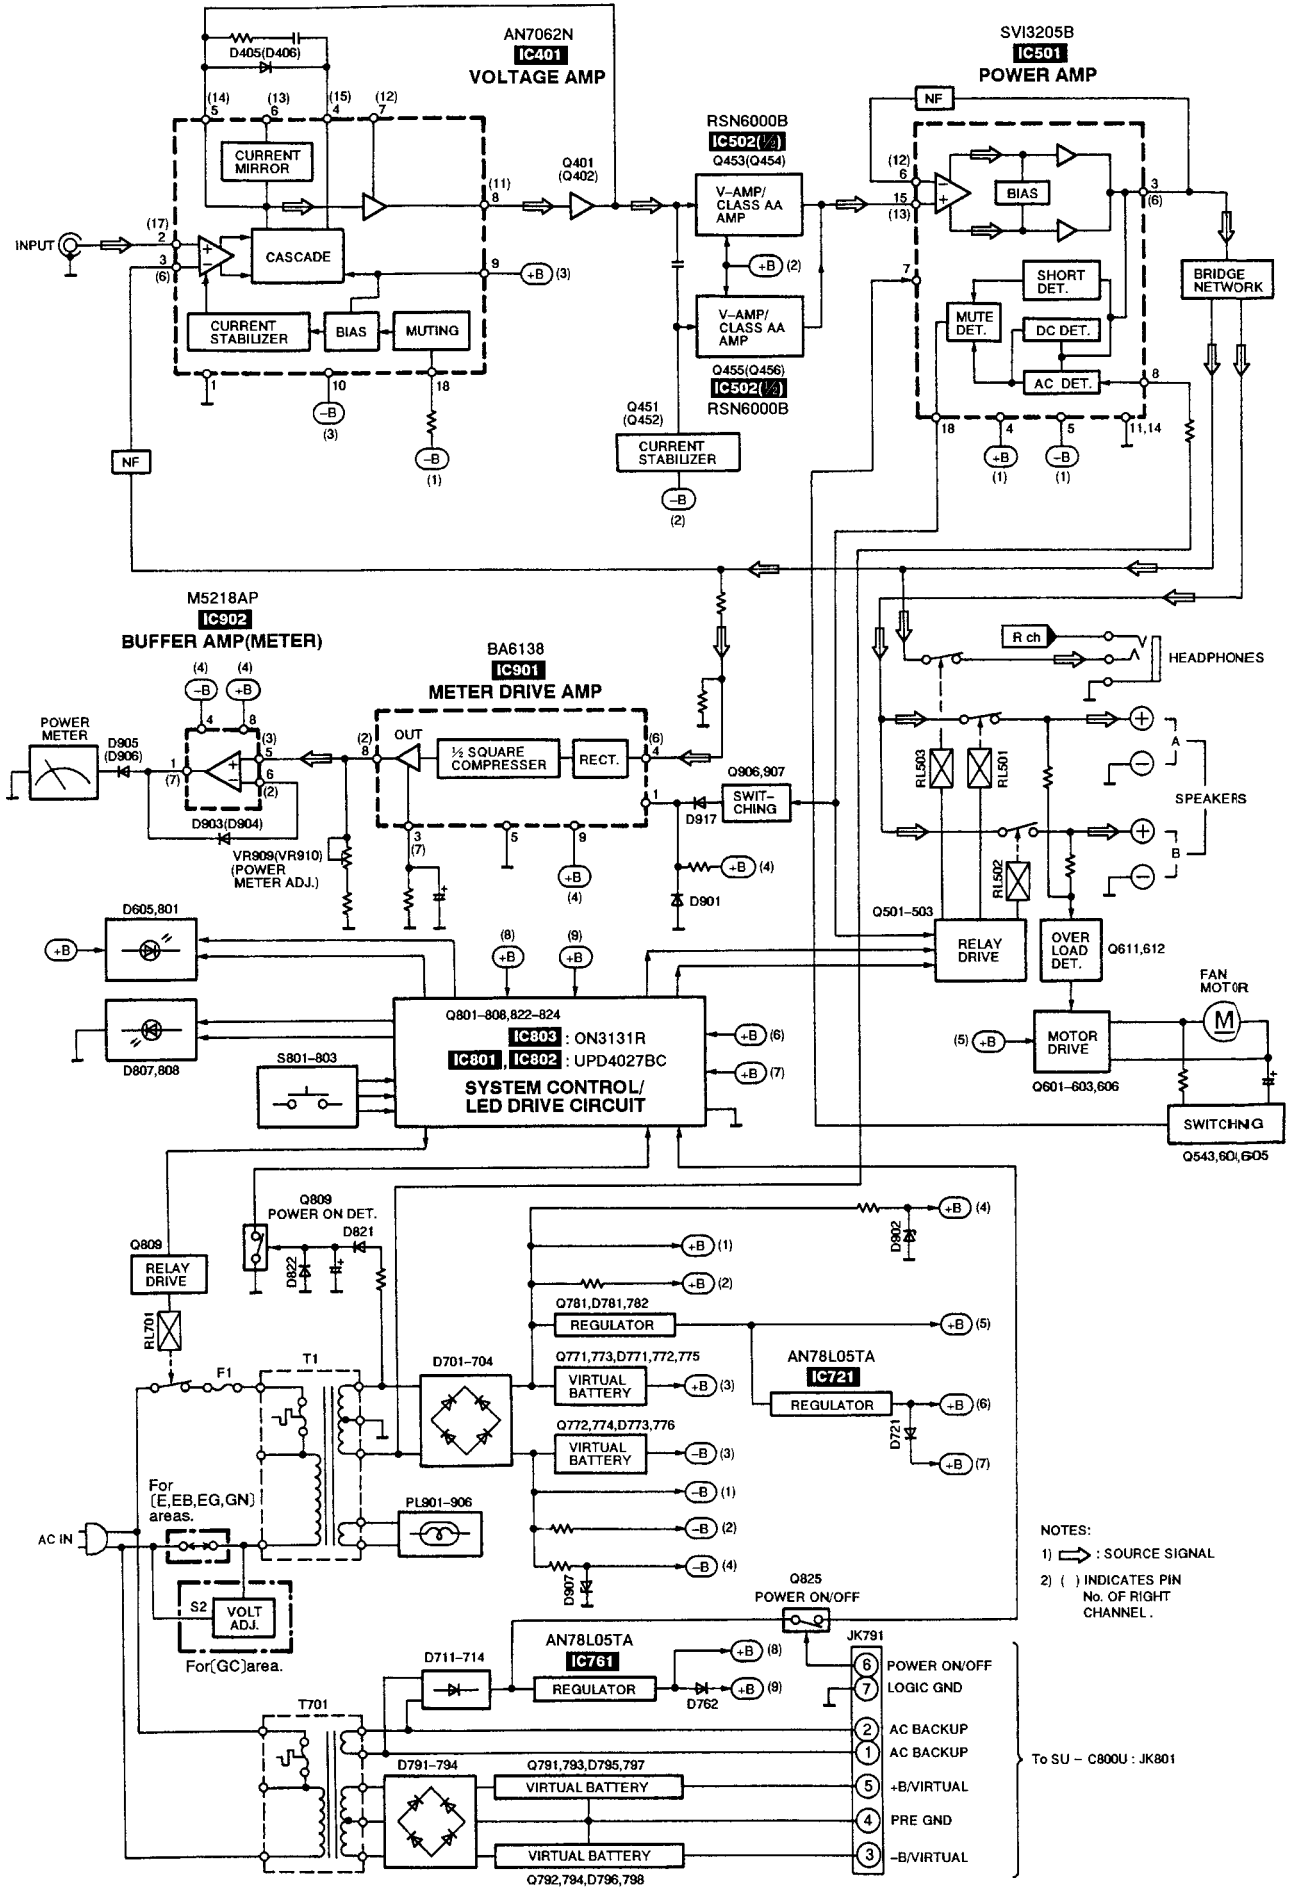 AN7062N
IC401
VOLTAGE AMP
SVI3205B
IC501
POWER AMP
D405(D406)
(14)
5
(13)
6
(15)
4
(12)
7
CURRENT
MIRROR
Q401
(Q402)
(11)
8
RSN6000B
IC502(½)
Q453(Q454)
V-AMP/
CLASS AA
AMP
NF
(12)
6
15
(13)
BIAS
3
(6)
INPUT
(17)
2
3
(6)
+
−
CASCADE
9
+B
(3)
+B
(2)
V-AMP/
CLASS AA
AMP
−
+
7
SHORT
DET.
MUTE
DET.
DC DET.
AC DET.
8
BRIDGE
NETWORK
CURRENT
STABILIZER
BIAS
MUTING
1
10
18
−B
(3)
−B
(1)
Q455(Q456)
IC502(½)
RSN6000B
Q451
(Q452)
CURRENT
STABILIZER
−B
(2)
18
4
5
11,14
+B
(1)
−B
(1)
NF
M5218AP
IC902
BUFFER AMP(METER)
BA6138
IC901
METER DRIVE AMP
R ch
HEADPHONES
(4)
−B
4
(4)
+B
8
POWER
METER
D905
(D906)
1
(7)
+
−
(3)
5
6
(2)
D903(D904)
(2)
8
OUT
½ SQUARE
COMPRESSER
RECT.
(6)
4
1
3
(7)
5
9
+B
(4)
Q906,907
SWIT-
CHING
D917
+B
(4)
D901
VR909(VR910)
(POWER
METER ADJ.)
RL503
RL501
RL502
+
−
A
SPEAKERS
+
−
B
D605,801
+B
D807,808
(8)
+B
(9)
+B
Q501−503
RELAY
DRIVE
OVER
LOAD
DET.
Q611,612
FAN
MOTOR
M
(5)
+B
MOTOR
DRIVE
Q601−603,606
SWITCHNG
Q543,604,605
Q801−808,822−824
IC803 : ON3131R
IC801 , IC802 : UPD4027BC
SYSTEM CONTROL/
LED DRIVE CIRCUIT
+B
(6)
+B
(7)
S801−803
Q809
POWER ON DET.
D821
D822
Q809
RELAY
DRIVE
RL701
F1
T1
D701−704
D902
+B
(4)
+B
(1)
+B
(2)
Q781,D781,782
REGULATOR
+B
(5)
Q771,773,D771,772,775
VIRTUAL
BATTERY
+B
(3)
AN78L05TA
IC721
REGULATOR
+B
(6)
D721
+B
(7)
Q772,774,D773,776
VIRTUAL
BATTERY
−B
(3)
−B
(1)
−B
(2)
−B
(4)
D907
PL901−906
For
[E,EB,EG,GN]
areas.
AC IN
S2
VOLT
ADJ.
For[GC]area.
NOTES:
1) : SOURCE SIGNAL
2) ( ) INDICATES PIN
No. OF RIGHT
CHANNEL.
Q825
POWER ON/OFF
AN78L05TA
IC761
REGULATOR
D711−714
+B
(8)
D762
+B
(9)
JK791
6
POWER ON/OFF
7
LOGIC GND
T701
2
AC BACKUP
1
AC BACKUP
To SU − C800U : JK801
D791−794
Q791,793,D795,797
VIRTUAL BATTERY
5
+B/VIRTUAL
4
PRE GND
VIRTUAL BATTERY
3
−B/VIRTUAL
Q792,794,D796,798